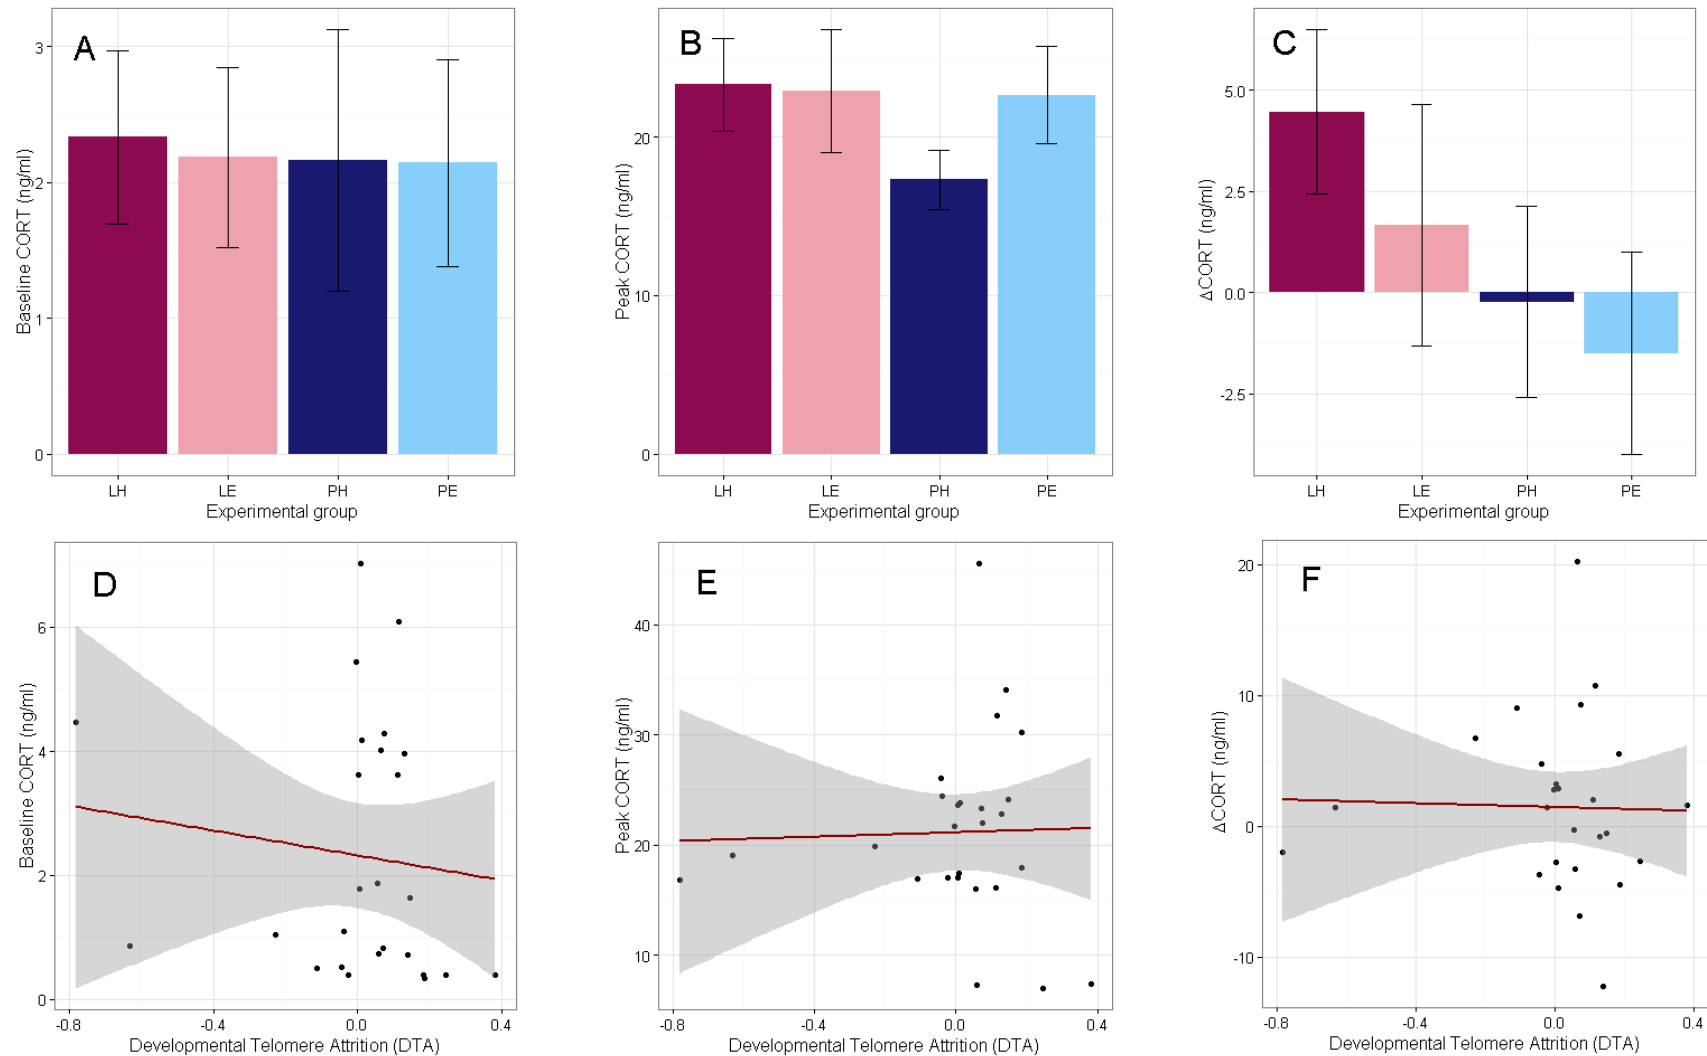 A
Baseline CORT (ng/ml)
3
2
1
0
LH LE PH PE
Experimental group
B
Peak CORT (ng/ml)
20
10
0
LH LE PH PE
Experimental group
C
ΔCORT (ng/ml)
5.0
2.5
0.0
-2.5
LH LE PH PE
Experimental group
D
Baseline CORT (ng/ml)
6
4
2
0
-0.8 -0.4 0.0 0.4
Developmental Telomere Attrition (DTA)
E
Peak CORT (ng/ml)
40
30
20
10
-0.8 -0.4 0.0 0.4
Developmental Telomere Attrition (DTA)
F
ΔCORT (ng/ml)
20
10
0
-10
-0.8 -0.4 0.0 0.4
Developmental Telomere Attrition (DTA)